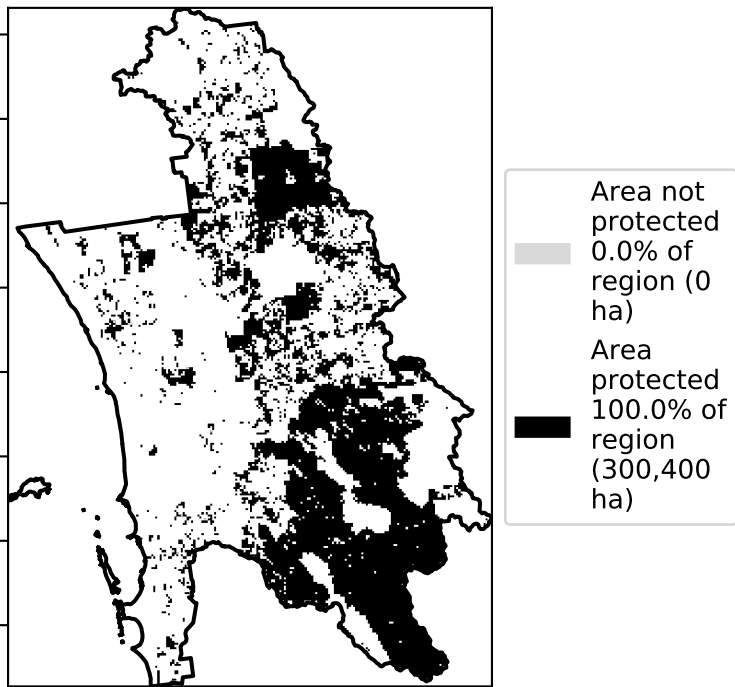 Area not
protected
0.0% of
region (0
ha)
Area
protected
100.0% of
region
(300,400
ha)